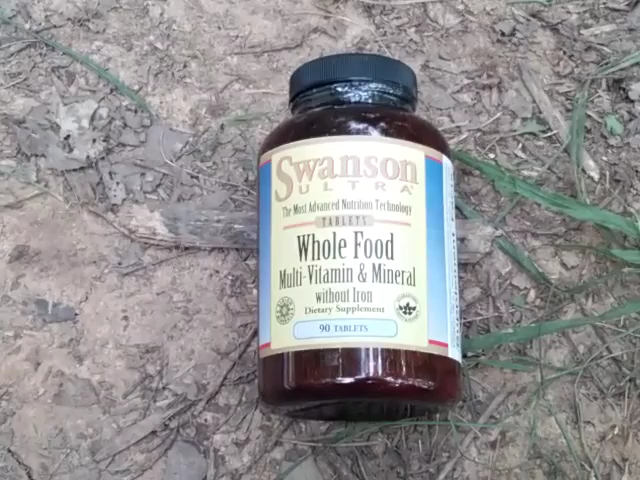 Swanson
ULTRA
The Most Advanced Nutrition Technology
TABLETS
Whole Food
Multi-Vitamin & Mineral
without Iron
Dietary Supplement
90 TABLETS